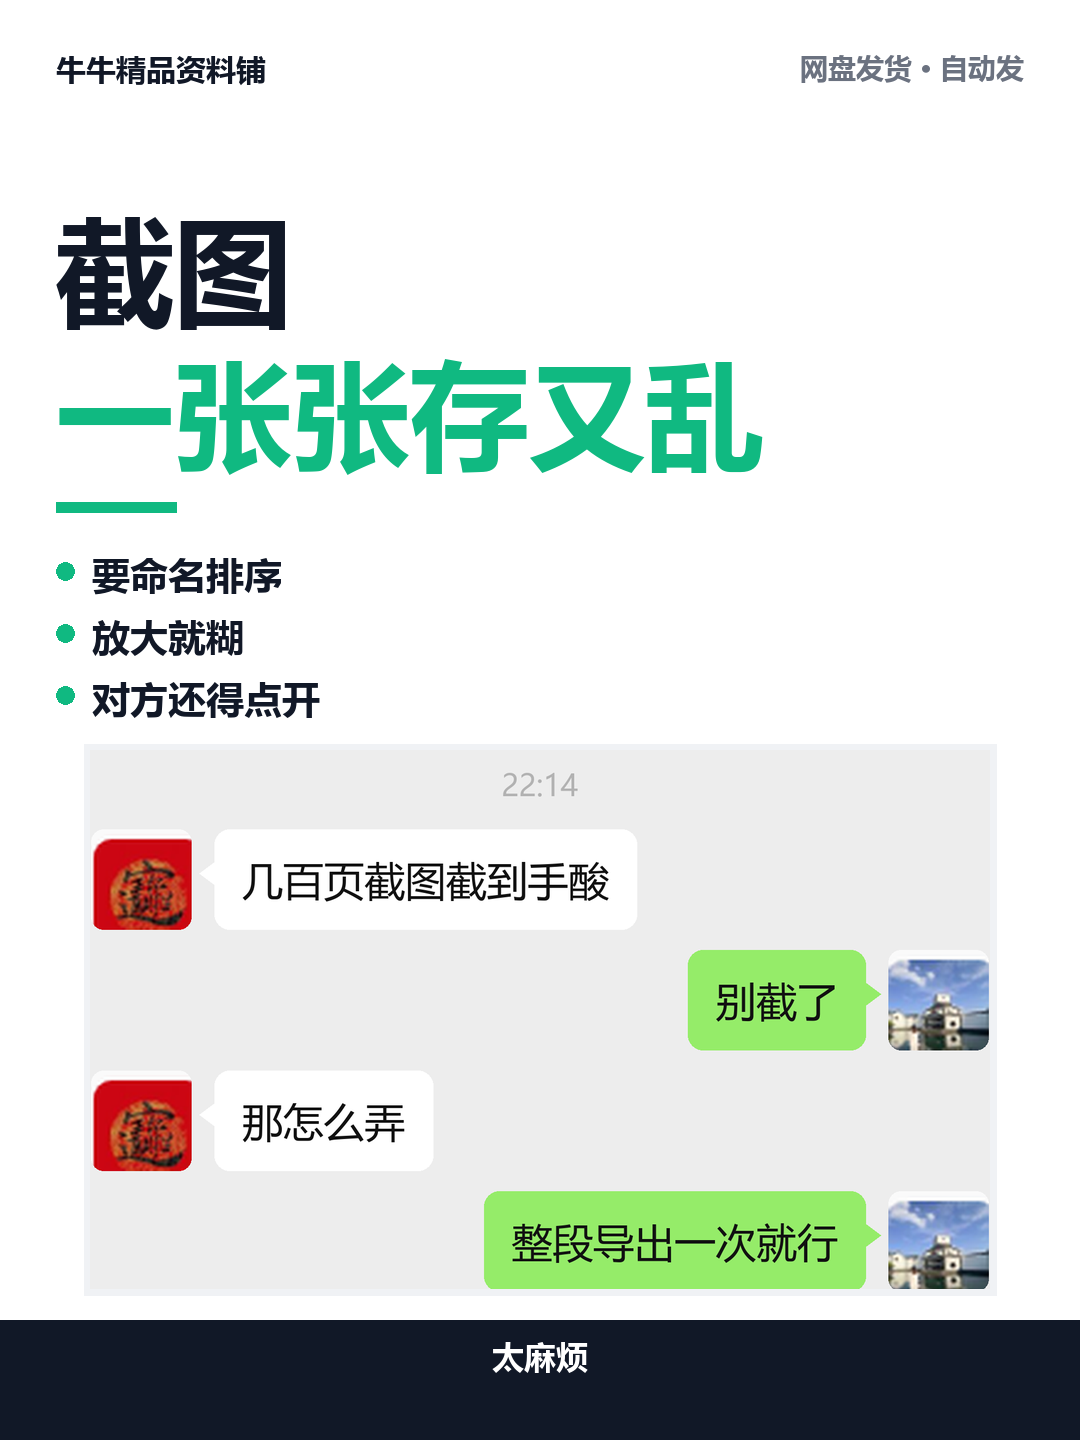 牛牛精品资料铺
网盘发货·自动发
截图
一张张存又乱
要命名排序
放大就糊
对方还得点开
22:14
几百页截图截到手酸
别截了
那怎么弄
整段导出一次就行
太麻烦